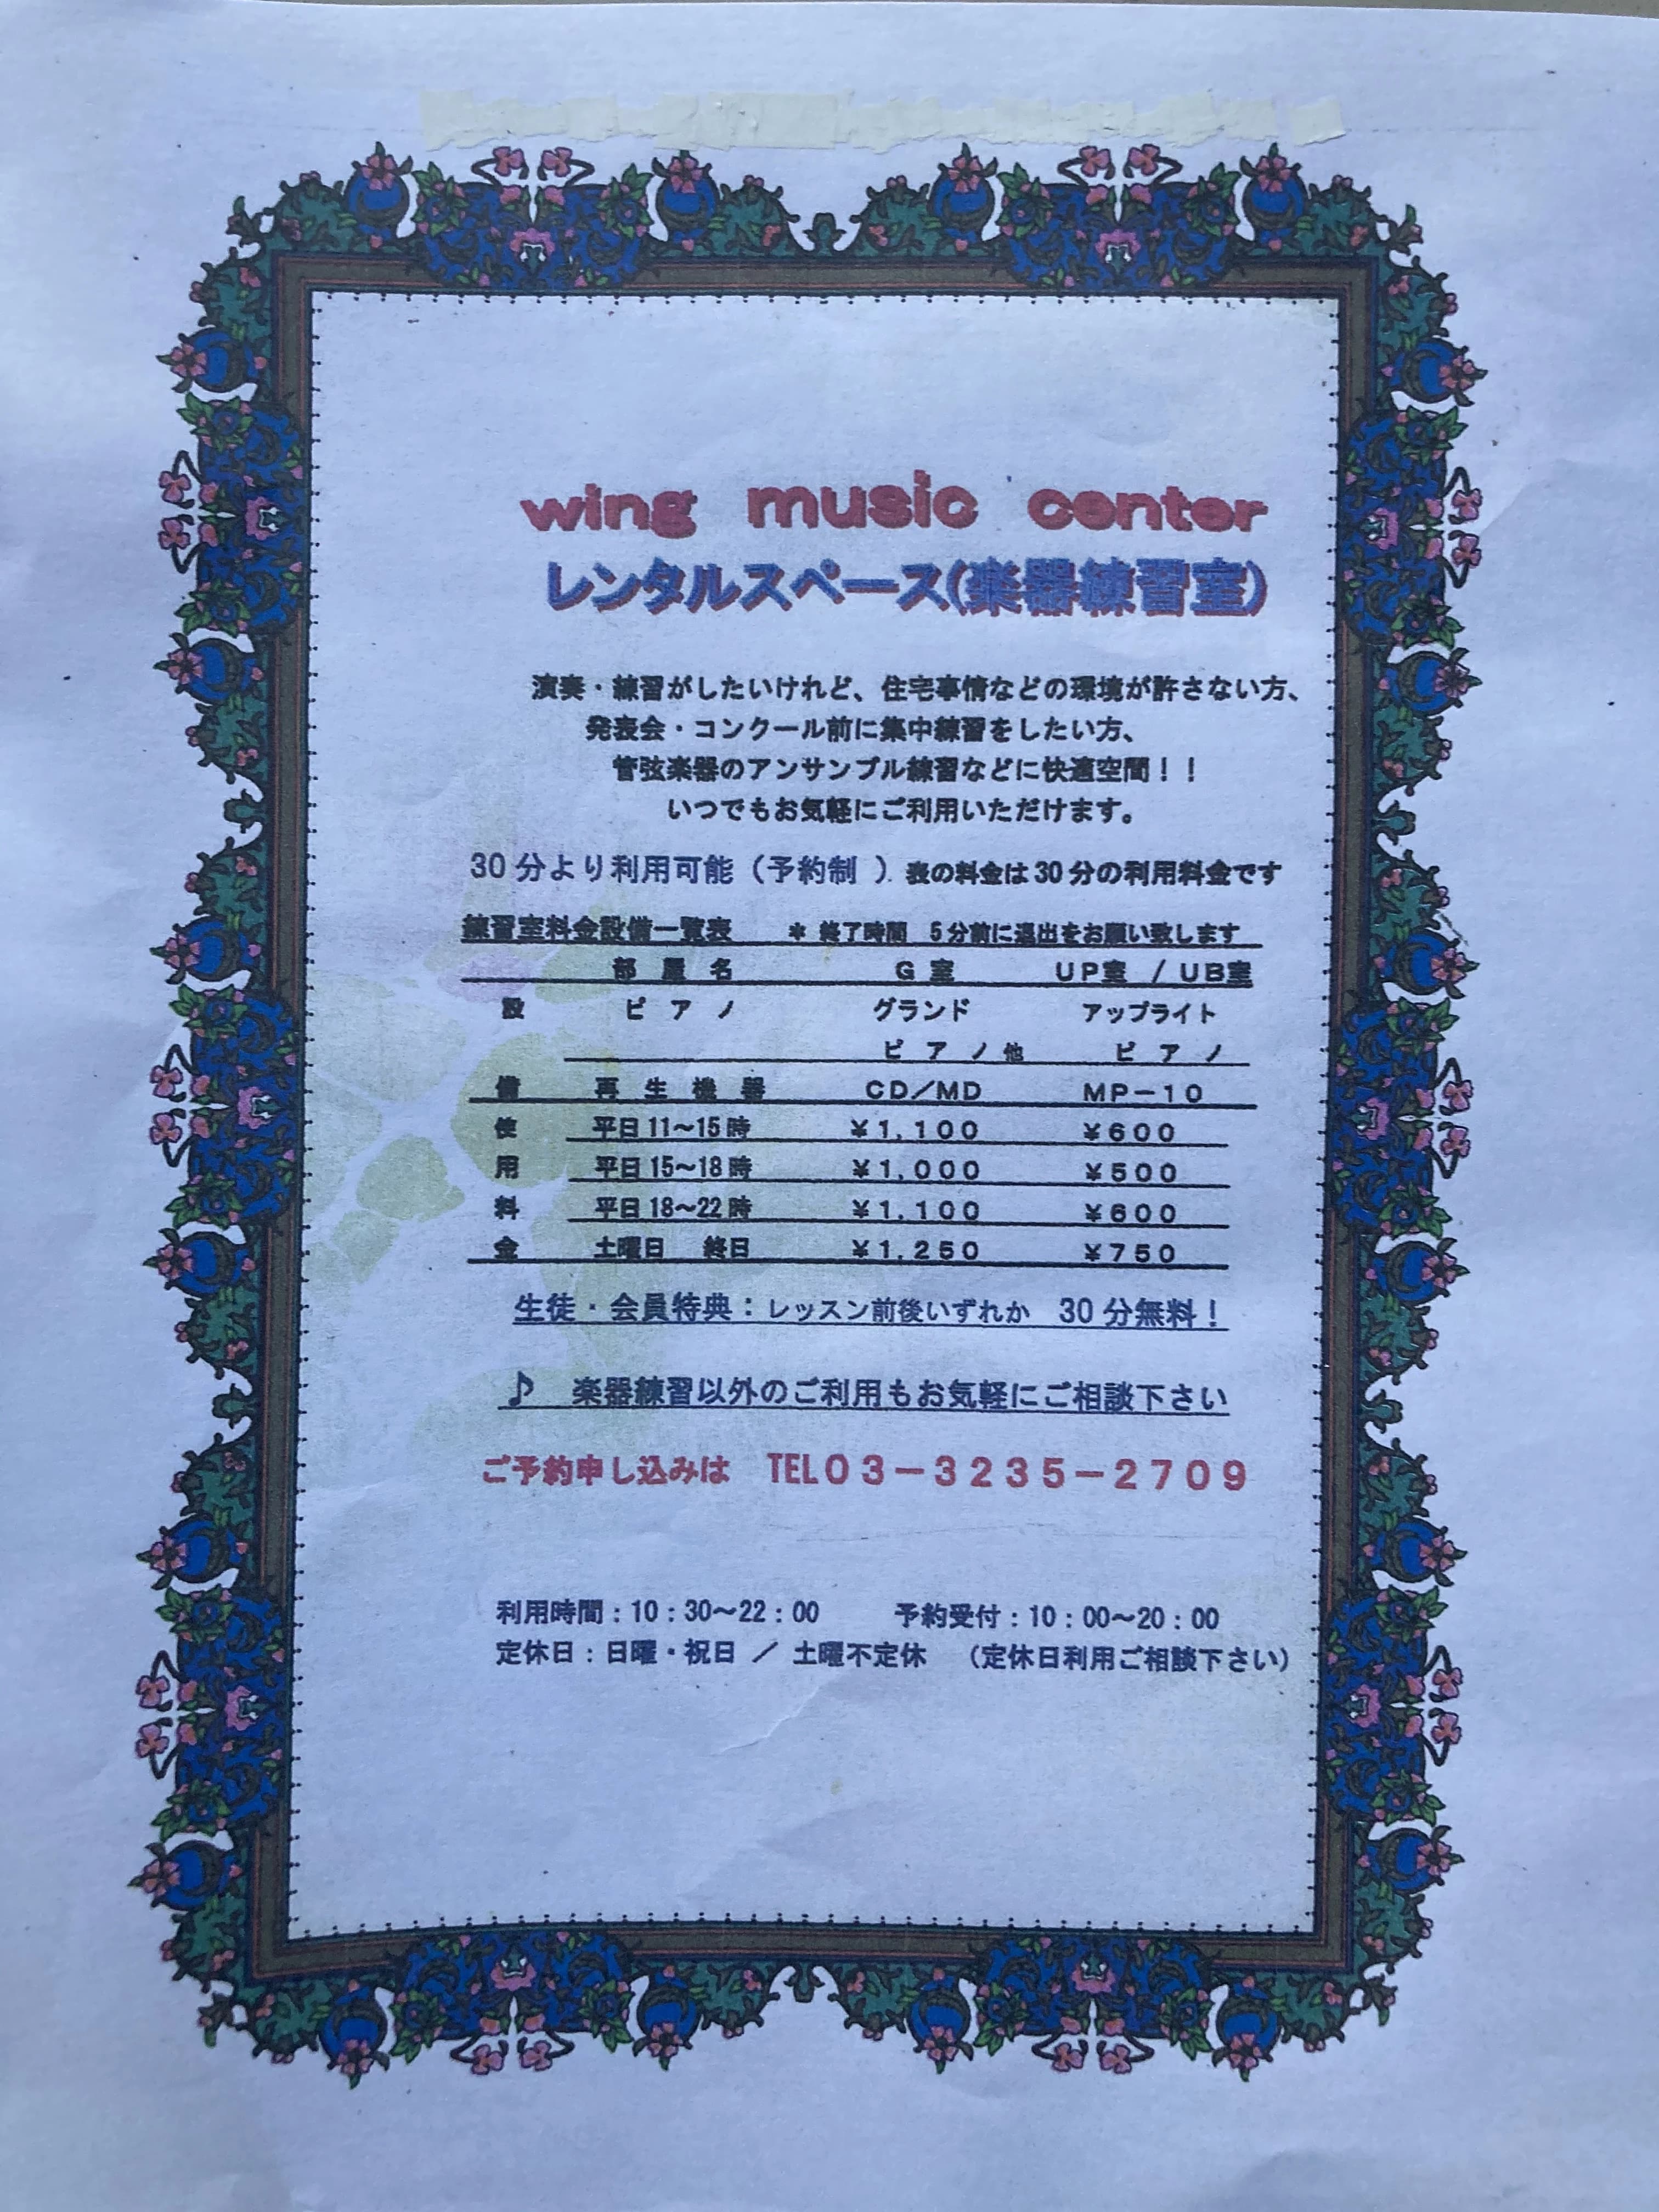 wing music center
レンタルスペース(楽器練習室)
演奏・練習がしたいけれど、住宅事情などの環境が許さない方、
発表会・コンクール前に集中練習をしたい方、
管弦楽器のアンサンブル練習などに快適空間！！
いつでもお気軽にご利用いただけます。
30分より利用可能（予約制 ）. 表の料金は30分の利用料金です
練習室料金設備一覧表 ＊ 終了時間 5分前に退出をお願い致します
部 屋 名 G 室 UP室 / UB室
設 ピ ア ノ グランド アップライト
ピ ア ノ 他 ピ ア ノ
備 再 生 機 器 CD／MD MP－10
使 平日 11～15 時 ￥1,100 ￥600
用 平日 15～18 時 ￥1,000 ￥500
料 平日 18～22 時 ￥1,100 ￥600
金 土曜日 終日 ￥1,250 ￥750
生徒・会員特典：レッスン前後いずれか 30分無料！
♪ 楽器練習以外のご利用もお気軽にご相談下さい
ご予約申し込みは TEL03－3235－2709
利用時間：10：30～22：00 予約受付：10：00～20：00
定休日：日曜・祝日 ／ 土曜不定休 （定休日利用ご相談下さい）